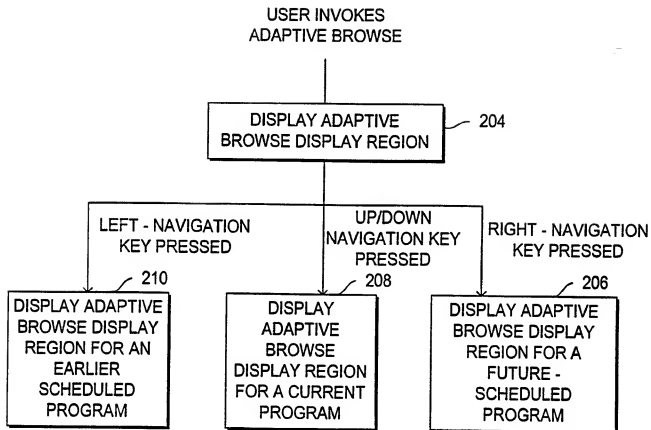 USER INVOKES
ADAPTIVE BROWSE
DISPLAY ADAPTIVE
BROWSE DISPLAY REGION
204
LEFT - NAVIGATION
KEY PRESSED
UP/DOWN
NAVIGATION KEY
PRESSED
RIGHT - NAVIGATION
KEY PRESSED
210
DISPLAY ADAPTIVE
BROWSE DISPLAY
REGION FOR AN
EARLIER
SCHEDULED
PROGRAM
208
DISPLAY
ADAPTIVE
BROWSE
DISPLAY REGION
FOR A CURRENT
PROGRAM
206
DISPLAY ADAPTIVE
BROWSE DISPLAY
REGION FOR A
FUTURE -
SCHEDULED
PROGRAM